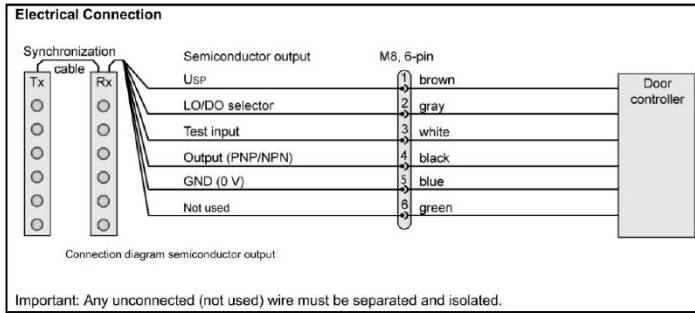 Electrical Connection
Synchronization
cable
Semiconductor output
M8, 6-pin
Tx
Rx
USP
1
brown
Door
controller
LO/DO selector
2
gray
Test input
3
white
Output (PNP/NPN)
4
black
GND (0 V)
5
blue
Not used
6
green
Connection diagram semiconductor output
Important: Any unconnected (not used) wire must be separated and isolated.